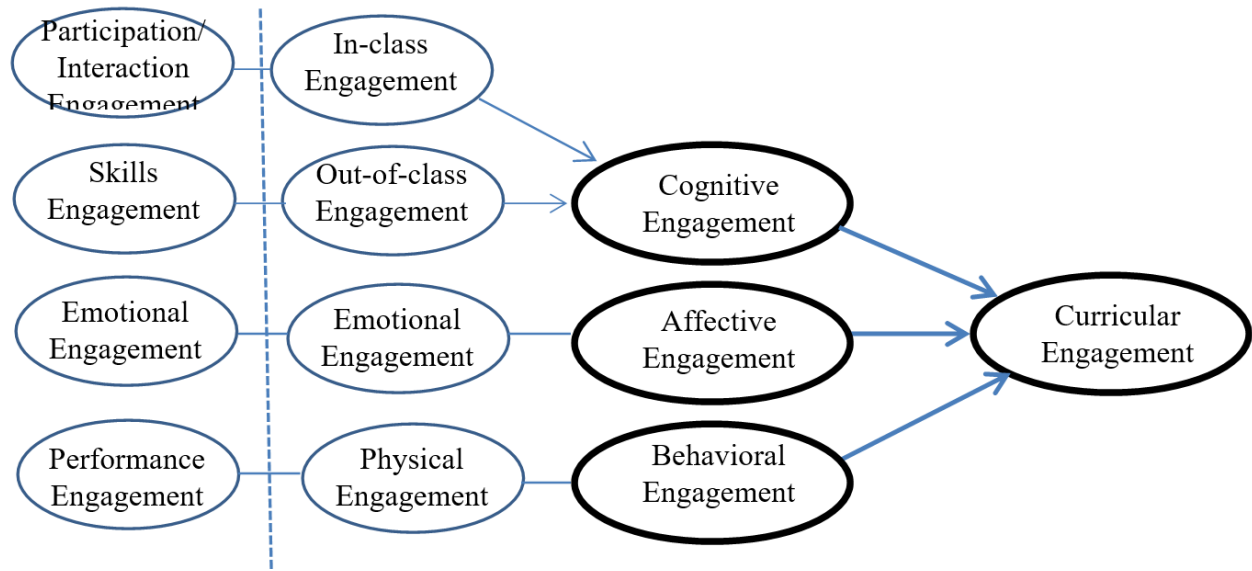 Participation/
Interaction
Engagement
In-class
Engagement
Skills
Engagement
Out-of-class
Engagement
Cognitive
Engagement
Emotional
Engagement
Emotional
Engagement
Affective
Engagement
Curricular
Engagement
Performance
Engagement
Physical
Engagement
Behavioral
Engagement